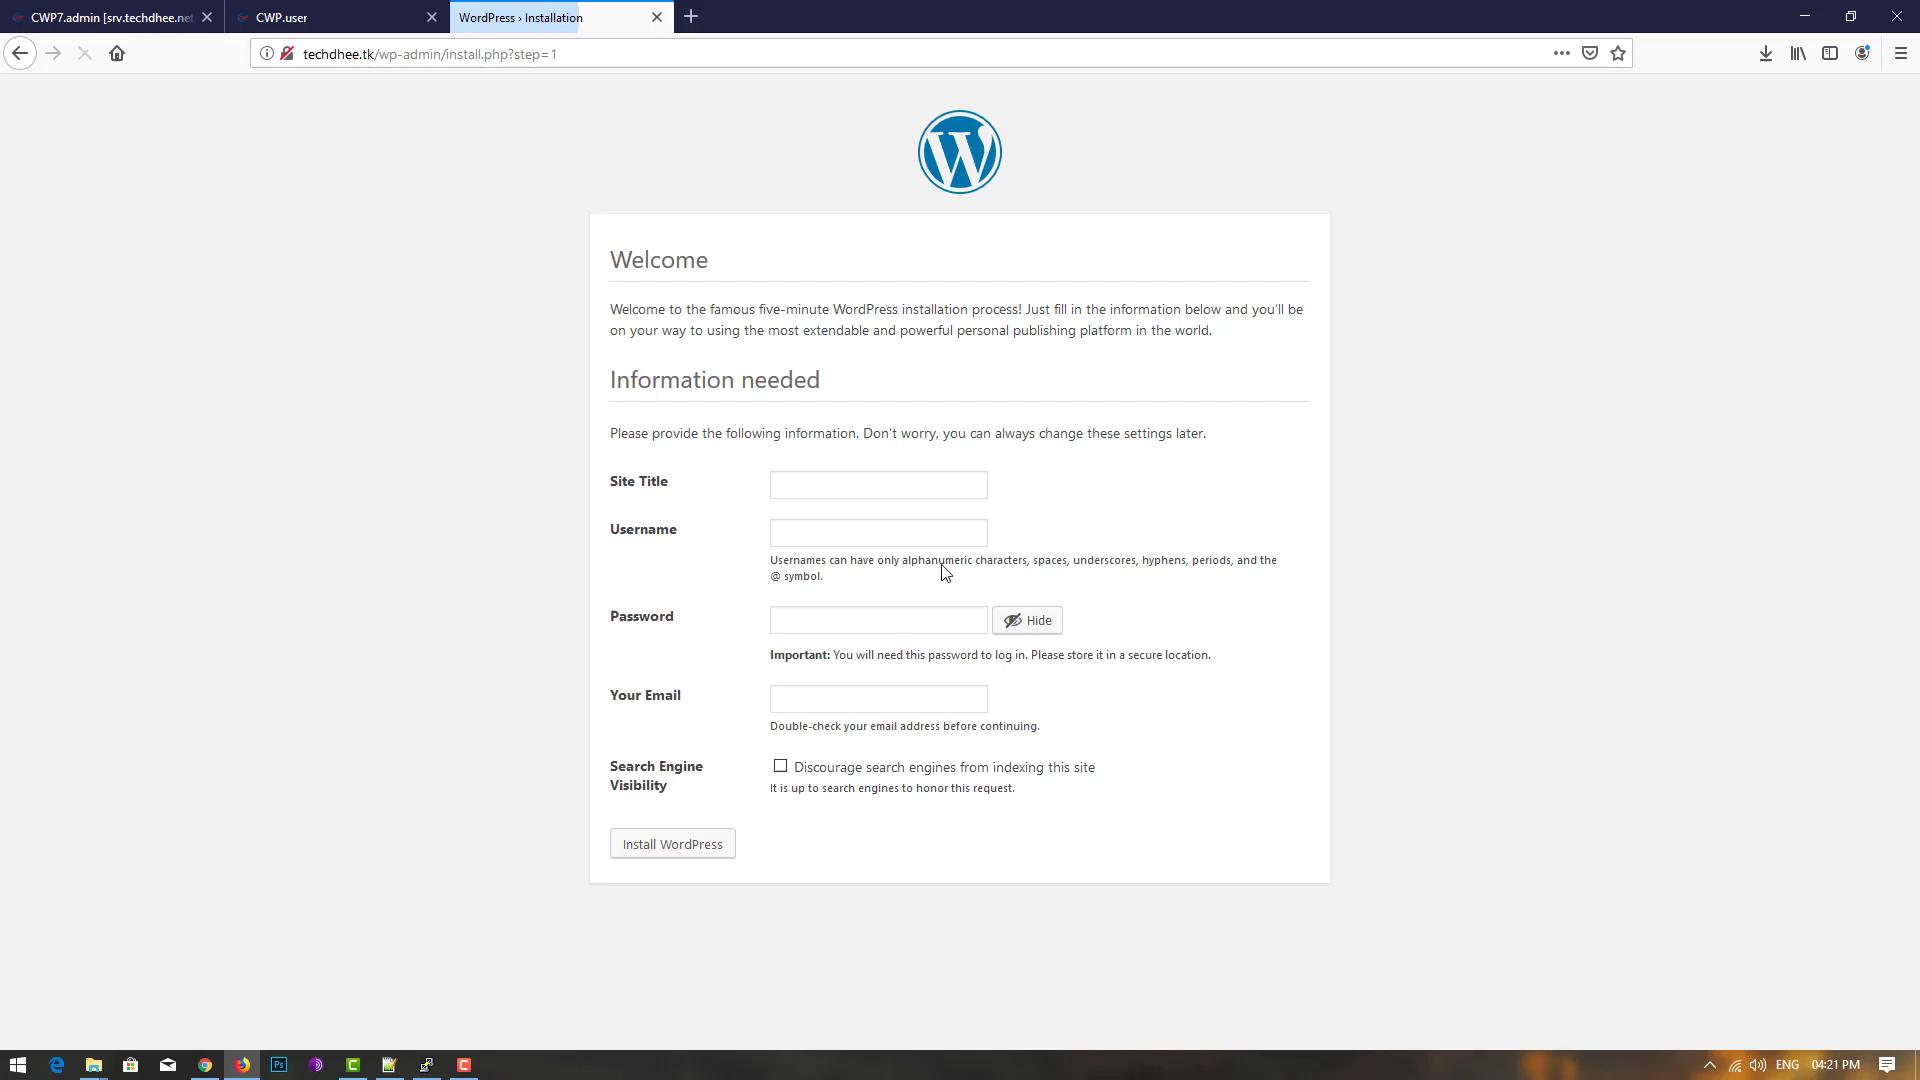 CWP7.admin [srv.techdhee.net
CWP.user
WordPress › Installation
techdhee.tk/wp-admin/install.php?step=1
Welcome
Welcome to the famous five-minute WordPress installation process! Just fill in the information below and you'll be
on your way to using the most extendable and powerful personal publishing platform in the world.
Information needed
Please provide the following information. Don't worry, you can always change these settings later.
Site Title
Username
Usernames can have only alphanumeric characters, spaces, underscores, hyphens, periods, and the
@ symbol.
Password
Hide
Important: You will need this password to log in. Please store it in a secure location.
Your Email
Double-check your email address before continuing.
Search Engine
Visibility
Discourage search engines from indexing this site
It is up to search engines to honor this request.
Install WordPress
Ps
ENG
04:21 PM